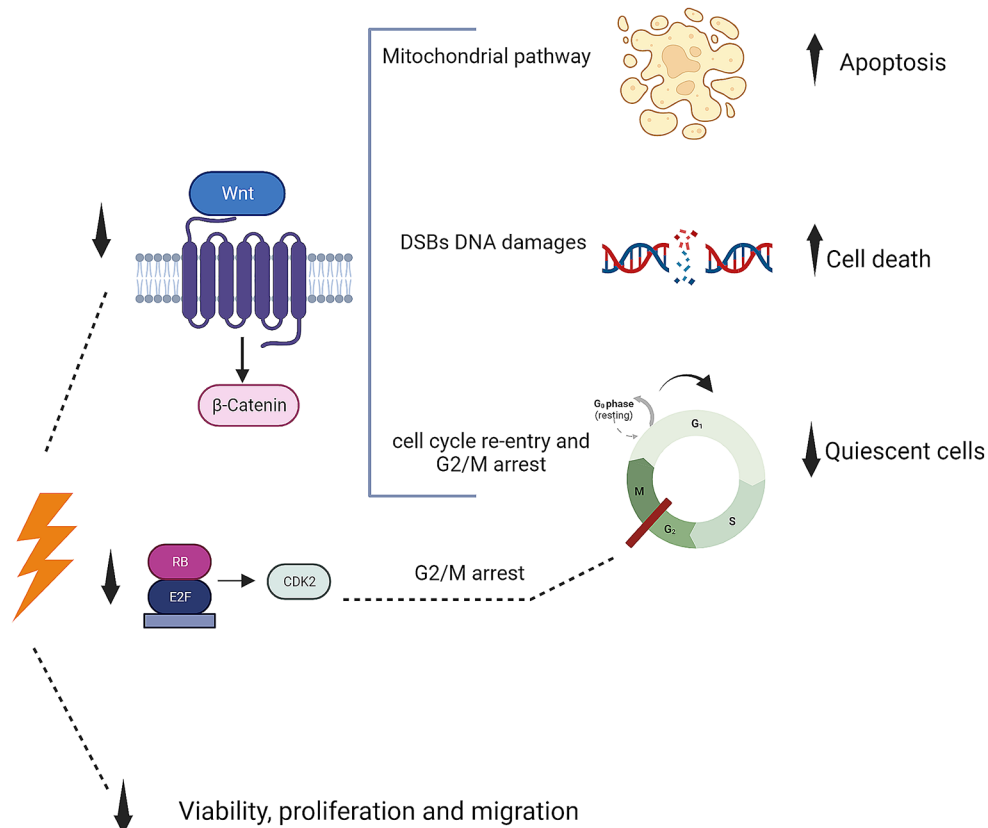 Mitochondrial pathway
Apoptosis
Wnt
DSBs DNA damages
Cell death
β-Catenin
G₀ phase
(resting)
G₁
cell cycle re-entry and
G2/M arrest
Quiescent cells
M
S
G₂
RB
E2F
CDK2
G2/M arrest
Viability, proliferation and migration